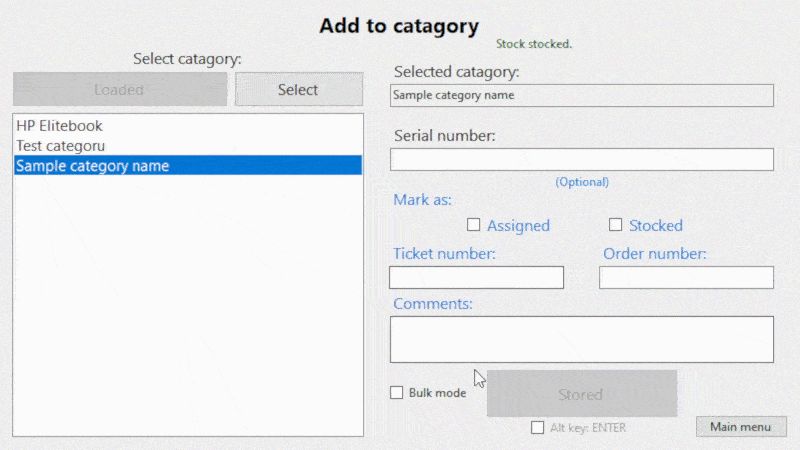 Add to catagory
Stock stocked.
Select catagory:
Loaded
Select
HP Elitebook
Test categoru
Sample category name
Selected catagory:
Sample category name
Serial number:
(Optional)
Mark as:
Assigned
Stocked
Ticket number:
Order number:
Comments:
Bulk mode
Stored
Alt key: ENTER
Main menu